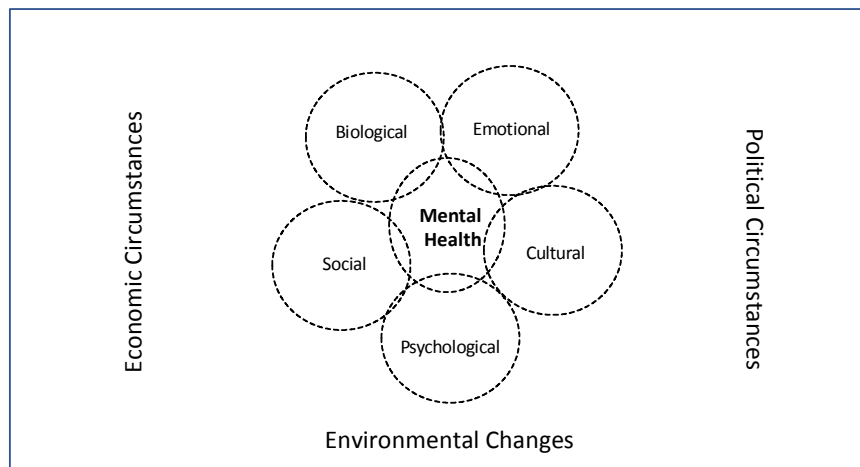 Biological
Emotional
Economic Circumstances
Political Circumstances
Mental
Health
Social
Cultural
Psychological
Environmental Changes